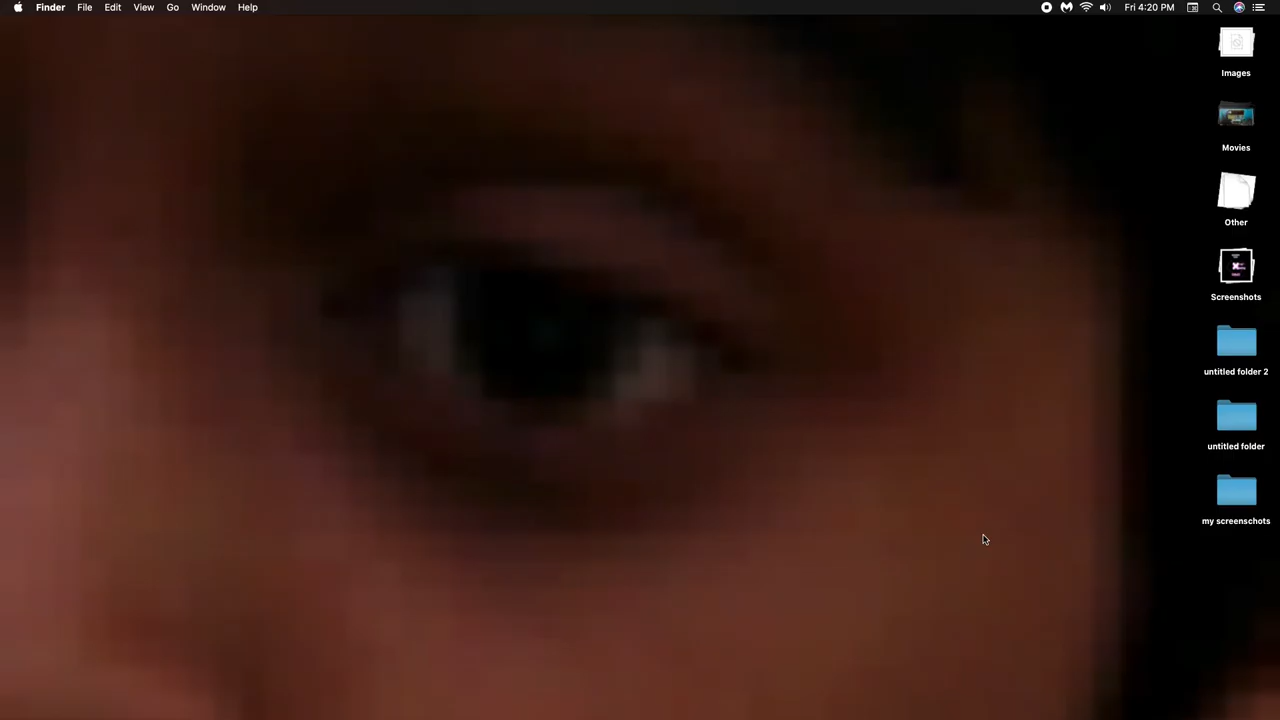 Finder File Edit View Go Window Help Fri 4:20 PM
Images
Movies
Other
Screenshots
untitled folder 2
untitled folder
my screenshots